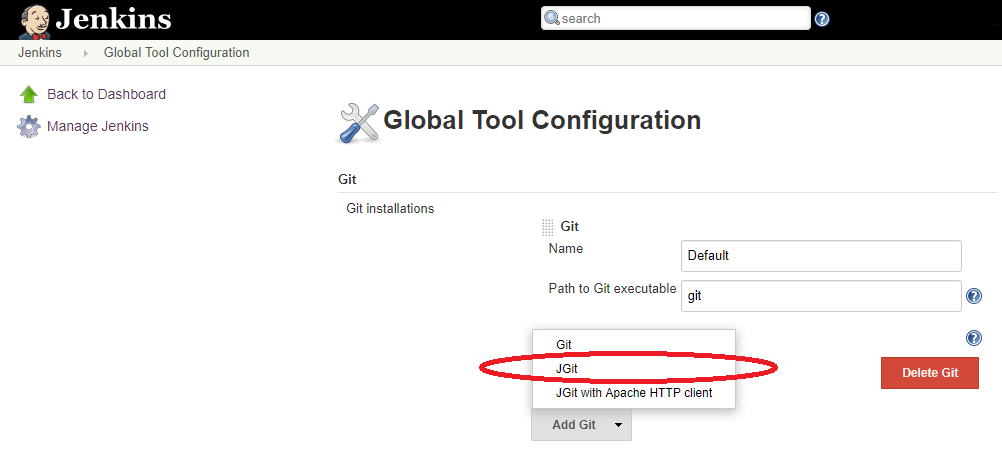 Jenkins
search
Jenkins Global Tool Configuration
Back to Dashboard
Manage Jenkins
Global Tool Configuration
Git
Git installations
Git
Name
Default
Path to Git executable
git
Git
JGit
JGit with Apache HTTP client
Delete Git
Add Git